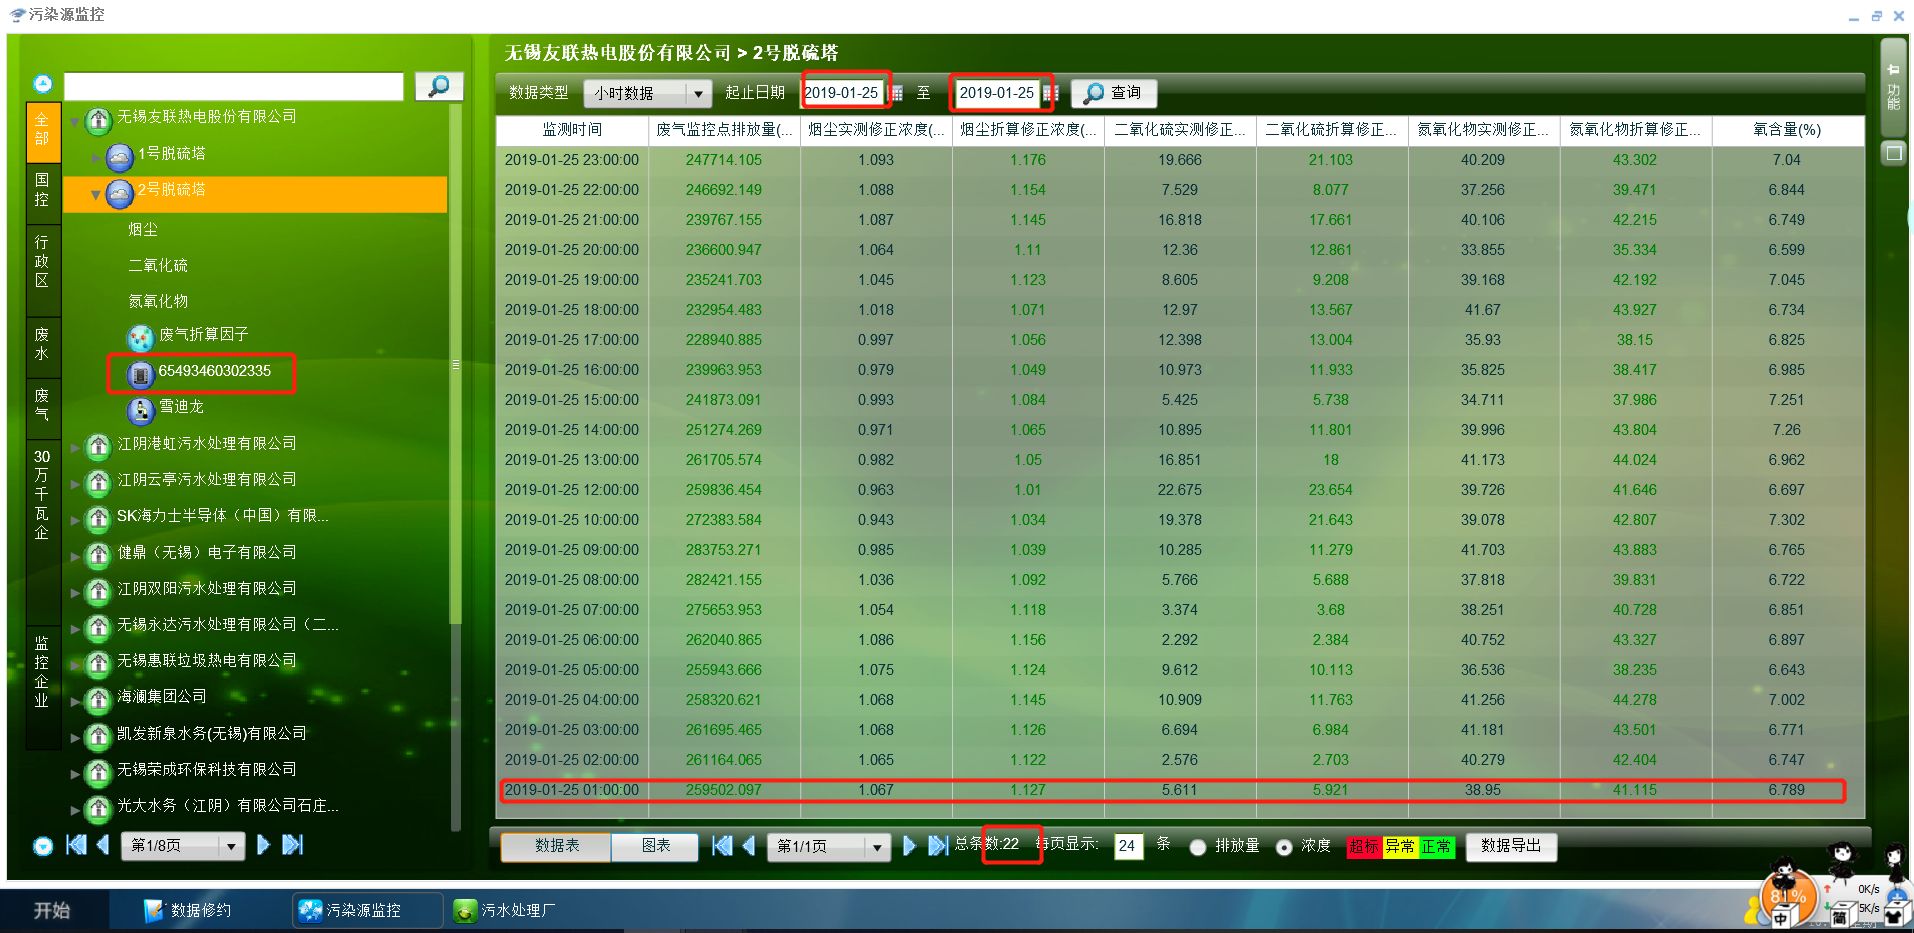 污染源监控
无锡友联热电股份有限公司 > 2号脱硫塔
数据类型 小时数据 起止日期 2019-01-25 至 2019-01-25 查询
功能
全部
国控
行政区
废水
废气
30万千瓦企
监控企业
无锡友联热电股份有限公司
1号脱硫塔
2号脱硫塔
烟尘
二氧化硫
氮氧化物
废气折算因子
65493460302335
雪迪龙
江阴港虹污水处理有限公司
江阴云亭污水处理有限公司
SK海力士半导体（中国）有限...
健鼎（无锡）电子有限公司
江阴双阳污水处理有限公司
无锡永达污水处理有限公司（二...
无锡惠联垃圾热电有限公司
海澜集团公司
凯发新泉水务(无锡)有限公司
无锡荣成环保科技有限公司
光大水务（江阴）有限公司石庄...
第1/8页
监测时间 废气监控点排放量(... 烟尘实测修正浓度(... 烟尘折算修正浓度(... 二氧化硫实测修正... 二氧化硫折算修正... 氮氧化物实测修正... 氮氧化物折算修正... 氧含量(%)
2019-01-25 23:00:00 247714.105 1.093 1.176 19.666 21.103 40.209 43.302 7.04
2019-01-25 22:00:00 246692.149 1.088 1.154 7.529 8.077 37.256 39.471 6.844
2019-01-25 21:00:00 239767.155 1.087 1.145 16.818 17.661 40.106 42.215 6.749
2019-01-25 20:00:00 236600.947 1.064 1.11 12.36 12.861 33.855 35.334 6.599
2019-01-25 19:00:00 235241.703 1.045 1.123 8.605 9.208 39.168 42.192 7.045
2019-01-25 18:00:00 232954.483 1.018 1.071 12.97 13.567 41.67 43.927 6.734
2019-01-25 17:00:00 228940.885 0.997 1.056 12.398 13.004 35.93 38.15 6.825
2019-01-25 16:00:00 239963.953 0.979 1.049 10.973 11.933 35.825 38.417 6.985
2019-01-25 15:00:00 241873.091 0.993 1.084 5.425 5.738 34.711 37.986 7.251
2019-01-25 14:00:00 251274.269 0.971 1.065 10.895 11.801 39.996 43.804 7.26
2019-01-25 13:00:00 261705.574 0.982 1.05 16.851 18 41.173 44.024 6.962
2019-01-25 12:00:00 259836.454 0.963 1.01 22.675 23.654 39.726 41.646 6.697
2019-01-25 10:00:00 272383.584 0.943 1.034 19.378 21.643 39.078 42.807 7.302
2019-01-25 09:00:00 283753.271 0.985 1.039 10.285 11.279 41.703 43.883 6.765
2019-01-25 08:00:00 282421.155 1.036 1.092 5.766 5.688 37.818 39.831 6.722
2019-01-25 07:00:00 275653.953 1.054 1.118 3.374 3.68 38.251 40.728 6.851
2019-01-25 06:00:00 262040.865 1.086 1.156 2.292 2.384 40.752 43.327 6.897
2019-01-25 05:00:00 255943.666 1.075 1.124 9.612 10.113 36.536 38.235 6.643
2019-01-25 04:00:00 258320.621 1.068 1.145 10.909 11.763 41.256 44.278 7.002
2019-01-25 03:00:00 261695.465 1.068 1.126 6.694 6.984 41.181 43.501 6.771
2019-01-25 02:00:00 261164.065 1.065 1.122 2.576 2.703 40.279 42.404 6.747
2019-01-25 01:00:00 259502.097 1.067 1.127 5.611 5.921 38.95 41.115 6.789
数据表 图表 第1/1页 总条数:22 每页显示: 24 条 排放量 浓度 超标 异常 正常 数据导出
开始 数据修约 污染源监控 污水处理厂
81% 0K/s
5K/s
中 简